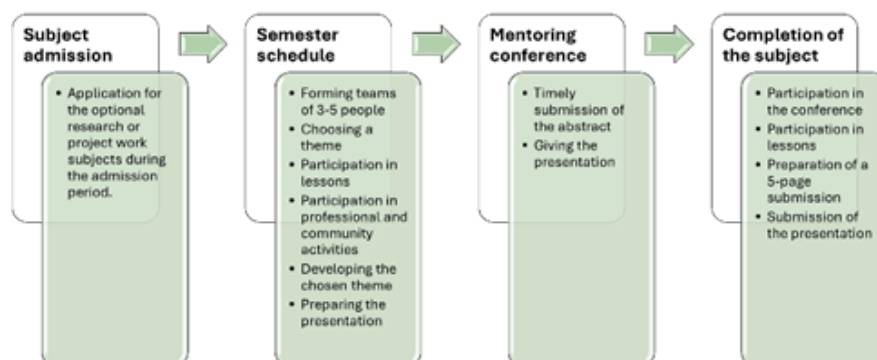 Subject
admission
• Application for
the optional
research or
project work
subjects during
the admission
period.
Semester
schedule
• Forming teams
of 3-5 people
• Choosing a
theme
• Participation in
lessons
• Participation in
professional and
community
activities
• Developing the
chosen theme
• Preparing the
presentation
Mentoring
conference
• Timely
submission of
the abstract
• Giving the
presentation
Completion of
the subject
• Participation in
the conference
• Participation in
lessons
• Preparation of a
5-page
submission
• Submission of
the presentation